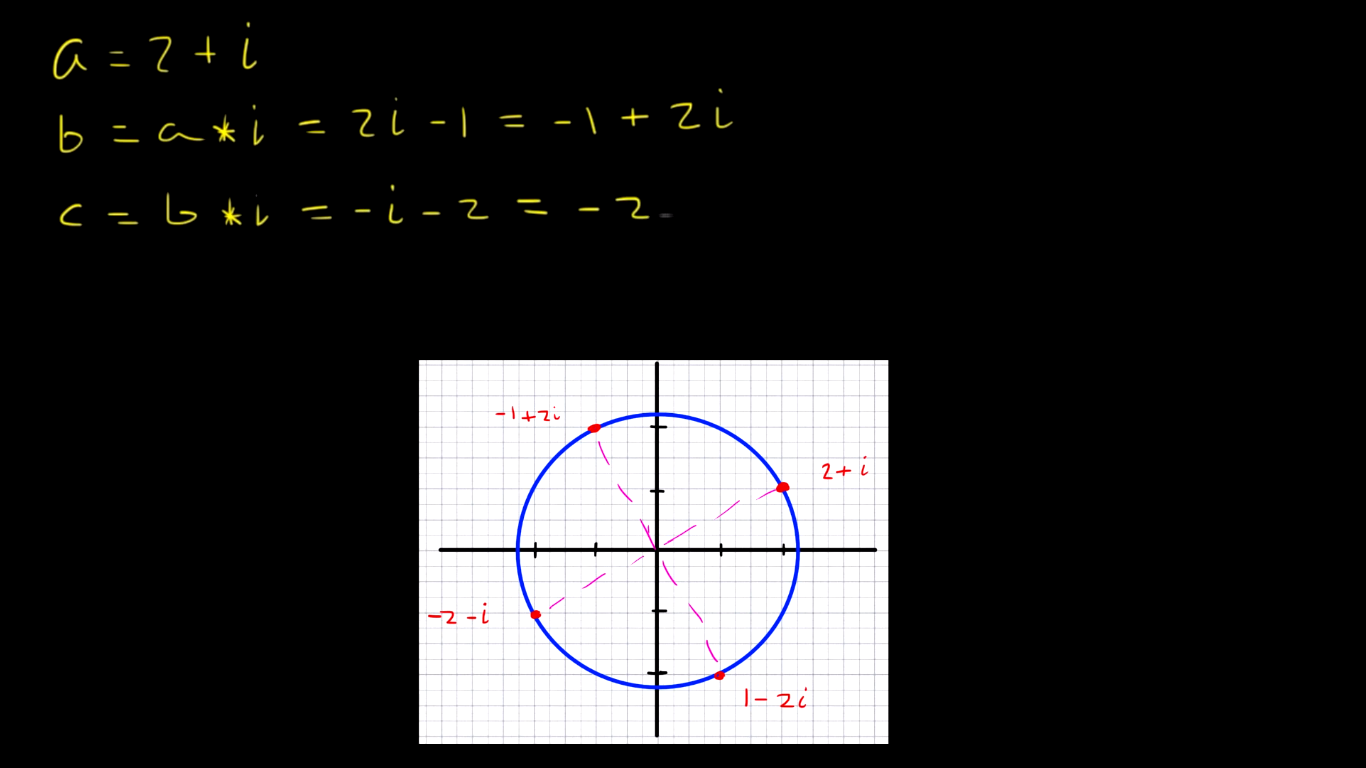 a = 2 + i
b = a * i = 2i - 1 = -1 + 2i
c = b * i = -i - 2 = -2
-1+2i
2+i
-2-i
1-2i